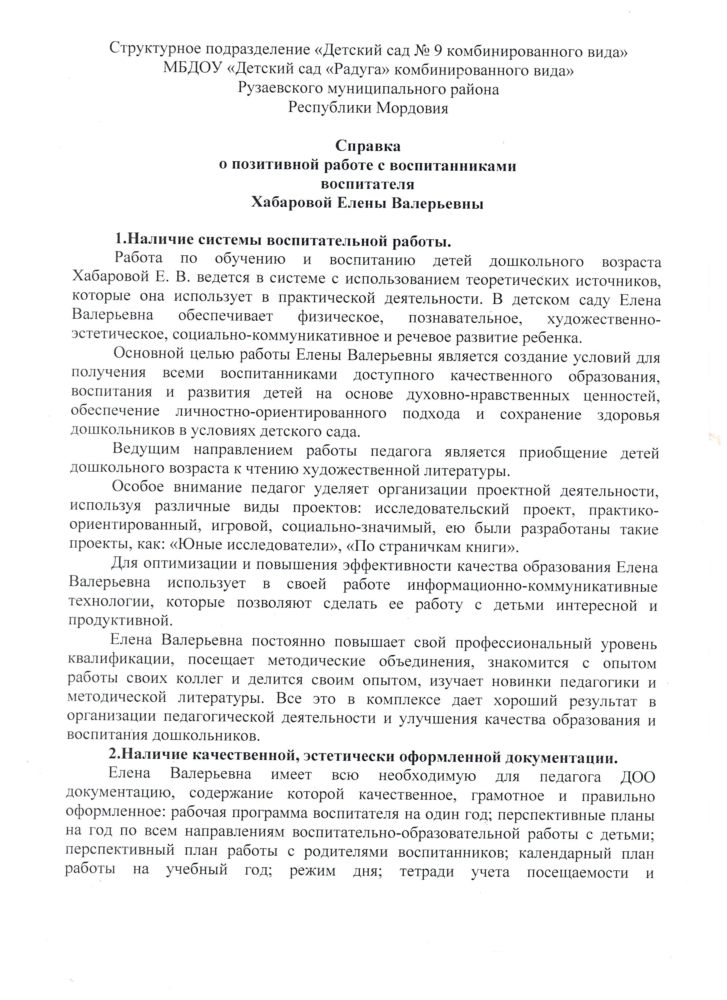 Структурное подразделение «Детский сад № 9 комбинированного вида»
МБДОУ «Детский сад «Радуга» комбинированного вида»
Рузаевского муниципального района
Республики Мордовия
Справка
о позитивной работе с воспитанниками
воспитателя
Хабаровой Елены Валерьевны
1.Наличие системы воспитательной работы.
Работа по обучению и воспитанию детей дошкольного возраста
Хабаровой Е. В. ведется в системе с использованием теоретических источников,
которые она использует в практической деятельности. В детском саду Елена
Валерьевна обеспечивает физическое, познавательное, художественно-
эстетическое, социально-коммуникативное и речевое развитие ребенка.
Основной целью работы Елены Валерьевны является создание условий для
получения всеми воспитанниками доступного качественного образования,
воспитания и развития детей на основе духовно-нравственных ценностей,
обеспечение личностно-ориентированного подхода и сохранение здоровья
дошкольников в условиях детского сада.
Ведущим направлением работы педагога является приобщение детей
дошкольного возраста к чтению художественной литературы.
Особое внимание педагог уделяет организации проектной деятельности,
используя различные виды проектов: исследовательский проект, практико-
ориентированный, игровой, социально-значимый, ею были разработаны такие
проекты, как: «Юные исследователи», «По страничкам книги».
Для оптимизации и повышения эффективности качества образования Елена
Валерьевна использует в своей работе информационно-коммуникативные
технологии, которые позволяют сделать ее работу с детьми интересной и
продуктивной.
Елена Валерьевна постоянно повышает свой профессиональный уровень
квалификации, посещает методические объединения, знакомится с опытом
работы своих коллег и делится своим опытом, изучает новинки педагогики и
методической литературы. Все это в комплексе дает хороший результат в
организации педагогической деятельности и улучшения качества образования и
воспитания дошкольников.
2.Наличие качественной, эстетически оформленной документации.
Елена Валерьевна имеет всю необходимую для педагога ДОО
документацию, содержание которой качественное, грамотное и правильно
оформленное: рабочая программа воспитателя на один год; перспективные планы
на год по всем направлениям воспитательно-образовательной работы с детьми;
перспективный план работы с родителями воспитанников; календарный план
работы на учебный год; режим дня; тетради учета посещаемости и